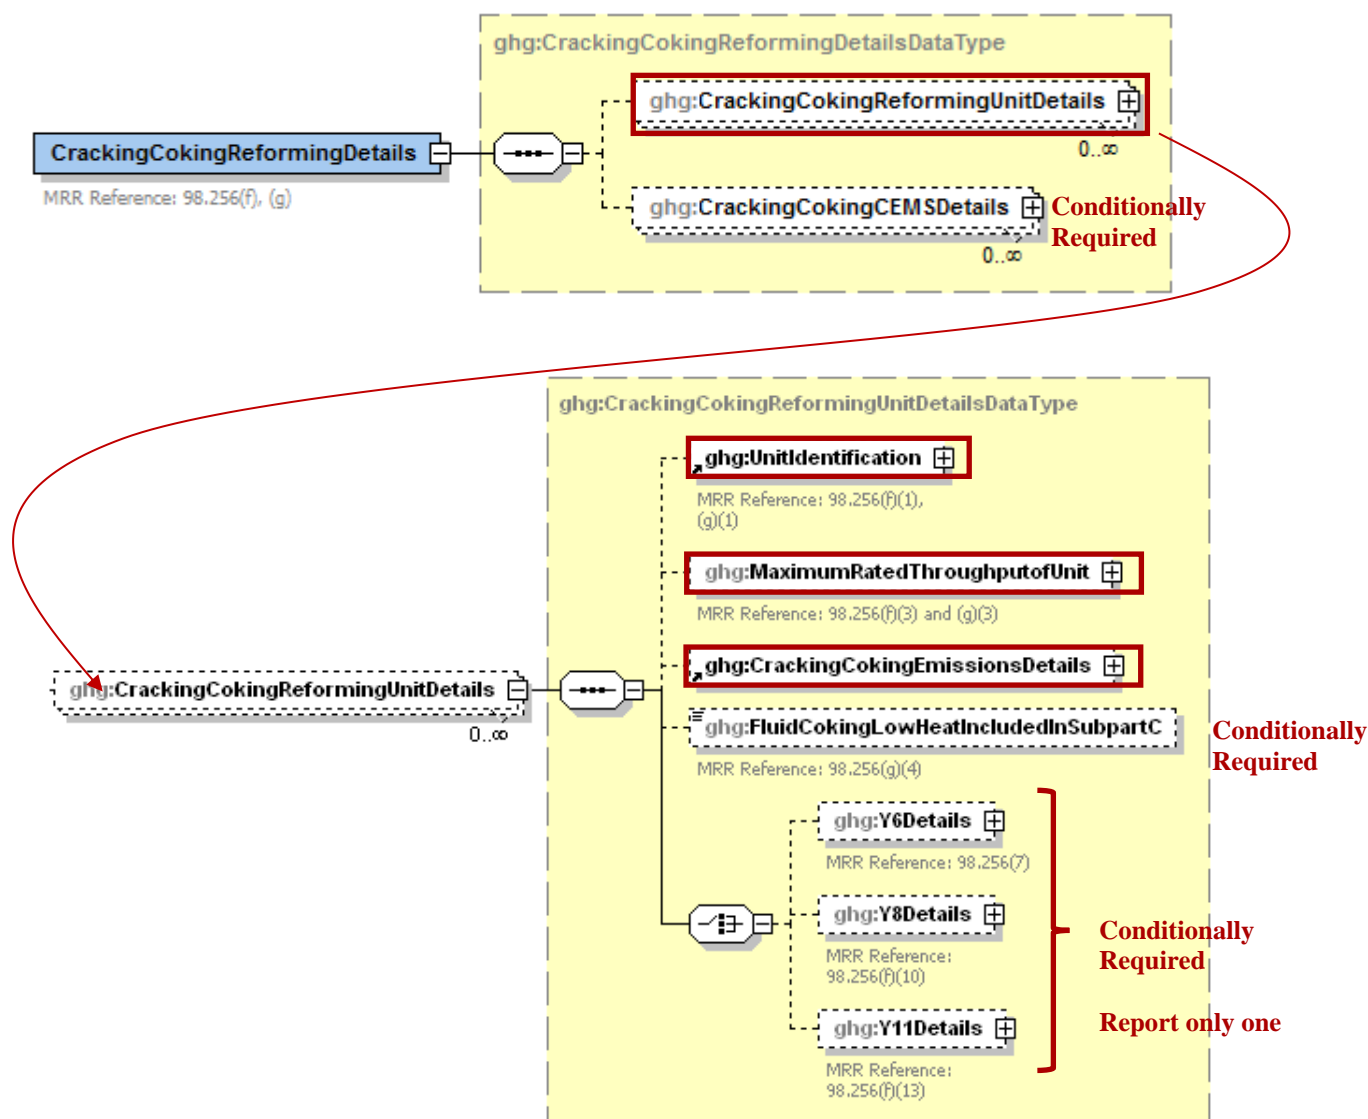 ghg:CrackingCokingReformingDetailsDataType
ghg:CrackingCokingReformingUnitDetails
0..∞
CrackingCokingReformingDetails
MRR Reference: 98.256(f), (g)
ghg:CrackingCokingCEMSDetails
0..∞
Conditionally
Required
ghg:CrackingCokingReformingUnitDetailsDataType
ghg:UnitIdentification
MRR Reference: 98.256(f)(1),
(g)(1)
ghg:MaximumRatedThroughputofUnit
MRR Reference: 98.256(f)(3) and (g)(3)
ghg:CrackingCokingEmissionsDetails
ghg:CrackingCokingReformingUnitDetails
0..∞
ghg:FluidCokingLowHeatIncludedInSubpartC
MRR Reference: 98.256(g)(4)
Conditionally
Required
ghg:Y6Details
MRR Reference: 98.256(7)
ghg:Y8Details
MRR Reference:
98.256(f)(10)
ghg:Y11Details
MRR Reference:
98.256(f)(13)
Conditionally
Required
Report only one